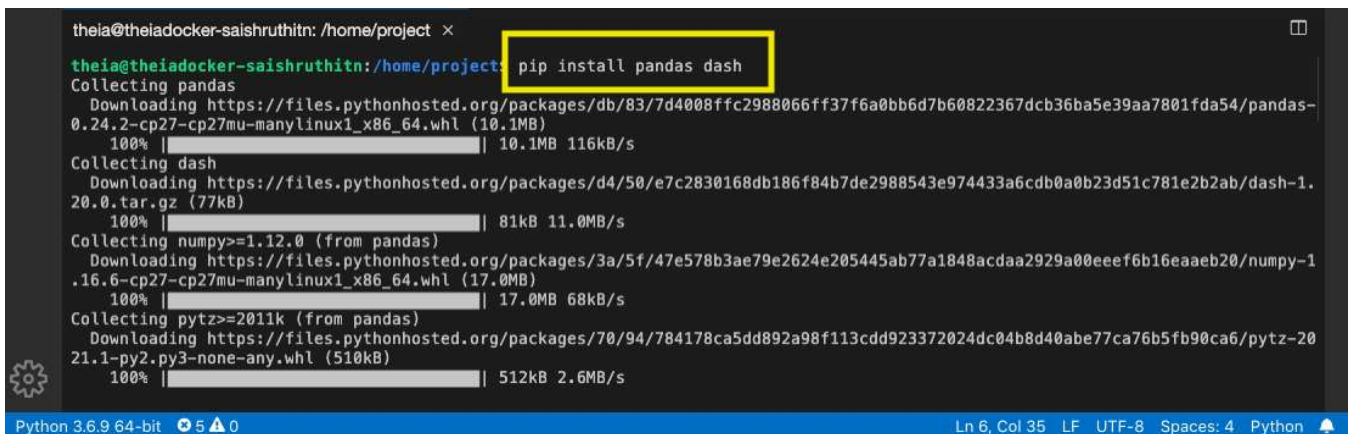 theia@theiadocker-saishruthitn: /home/project ×
theia@theiadocker-saishruthitn:/home/project$ pip install pandas dash
Collecting pandas
  Downloading https://files.pythonhosted.org/packages/db/83/7d4008ffc2988066ff37f6a0bb6d7b60822367dcb36ba5e39aa7801fda54/pandas-
0.24.2-cp27-cp27mu-manylinux1_x86_64.whl (10.1MB)
    100% |████████████████████████████████| 10.1MB 116kB/s
Collecting dash
  Downloading https://files.pythonhosted.org/packages/d4/50/e7c2830168db186f84b7de2988543e974433a6cdb0a0b23d51c781e2b2ab/dash-1.
20.0.tar.gz (77kB)
    100% |████████████████████████████████| 81kB 11.0MB/s
Collecting numpy>=1.12.0 (from pandas)
  Downloading https://files.pythonhosted.org/packages/3a/5f/47e578b3ae79e2624e205445ab77a1848acdaa2929a00eeef6b16eaaeb20/numpy-1
.16.6-cp27-cp27mu-manylinux1_x86_64.whl (17.0MB)
    100% |████████████████████████████████| 17.0MB 68kB/s
Collecting pytz>=2011k (from pandas)
  Downloading https://files.pythonhosted.org/packages/70/94/784178ca5dd892a98f113cdd923372024dc04b8d40abe77ca76b5fb90ca6/pytz-20
21.1-py2.py3-none-any.whl (510kB)
    100% |████████████████████████████████| 512kB 2.6MB/s
Python 3.6.9 64-bit 5 0 Ln 6, Col 35 LF UTF-8 Spaces: 4 Python